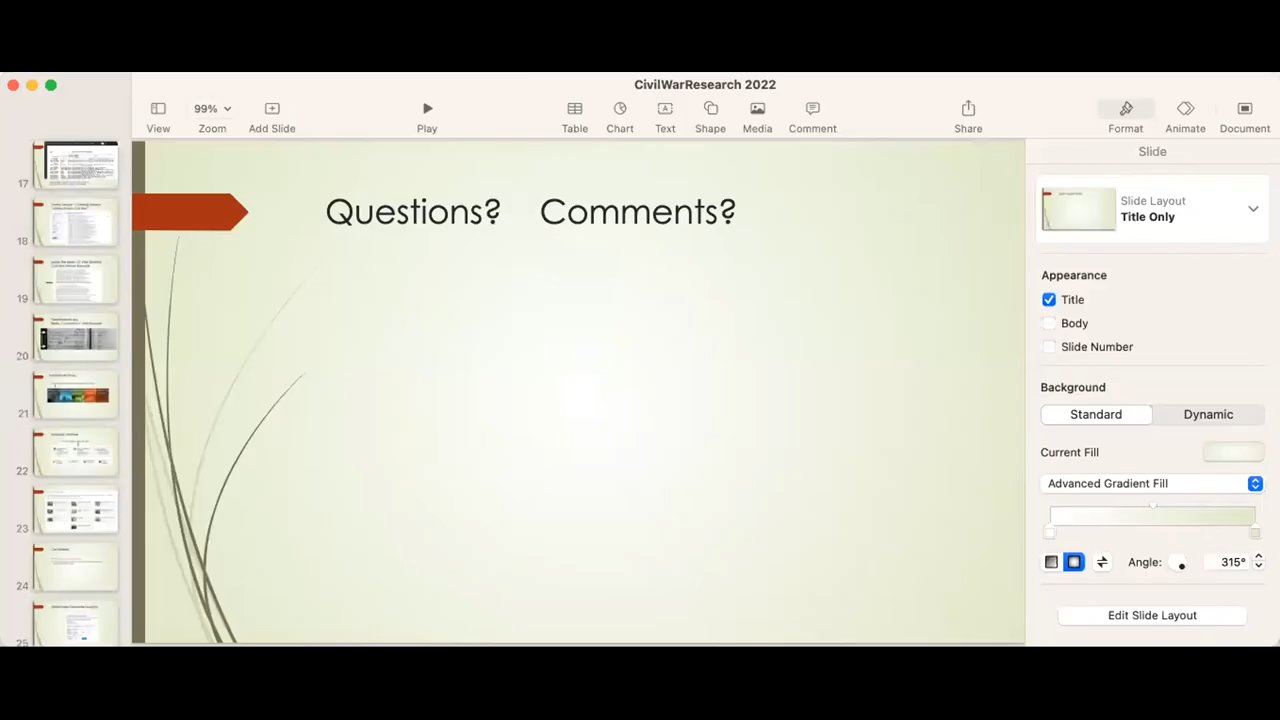 CivilWarResearch 2022
View
99%
Zoom
Add Slide
Play
Table
Chart
Text
Shape
Media
Comment
Share
Format
Animate
Document
17
18
19
20
21
22
23
24
25
Questions? Comments?
Slide
Slide Layout
Title Only
Appearance
Title
Body
Slide Number
Background
Standard
Dynamic
Current Fill
Advanced Gradient Fill
Angle:
315°
Edit Slide Layout